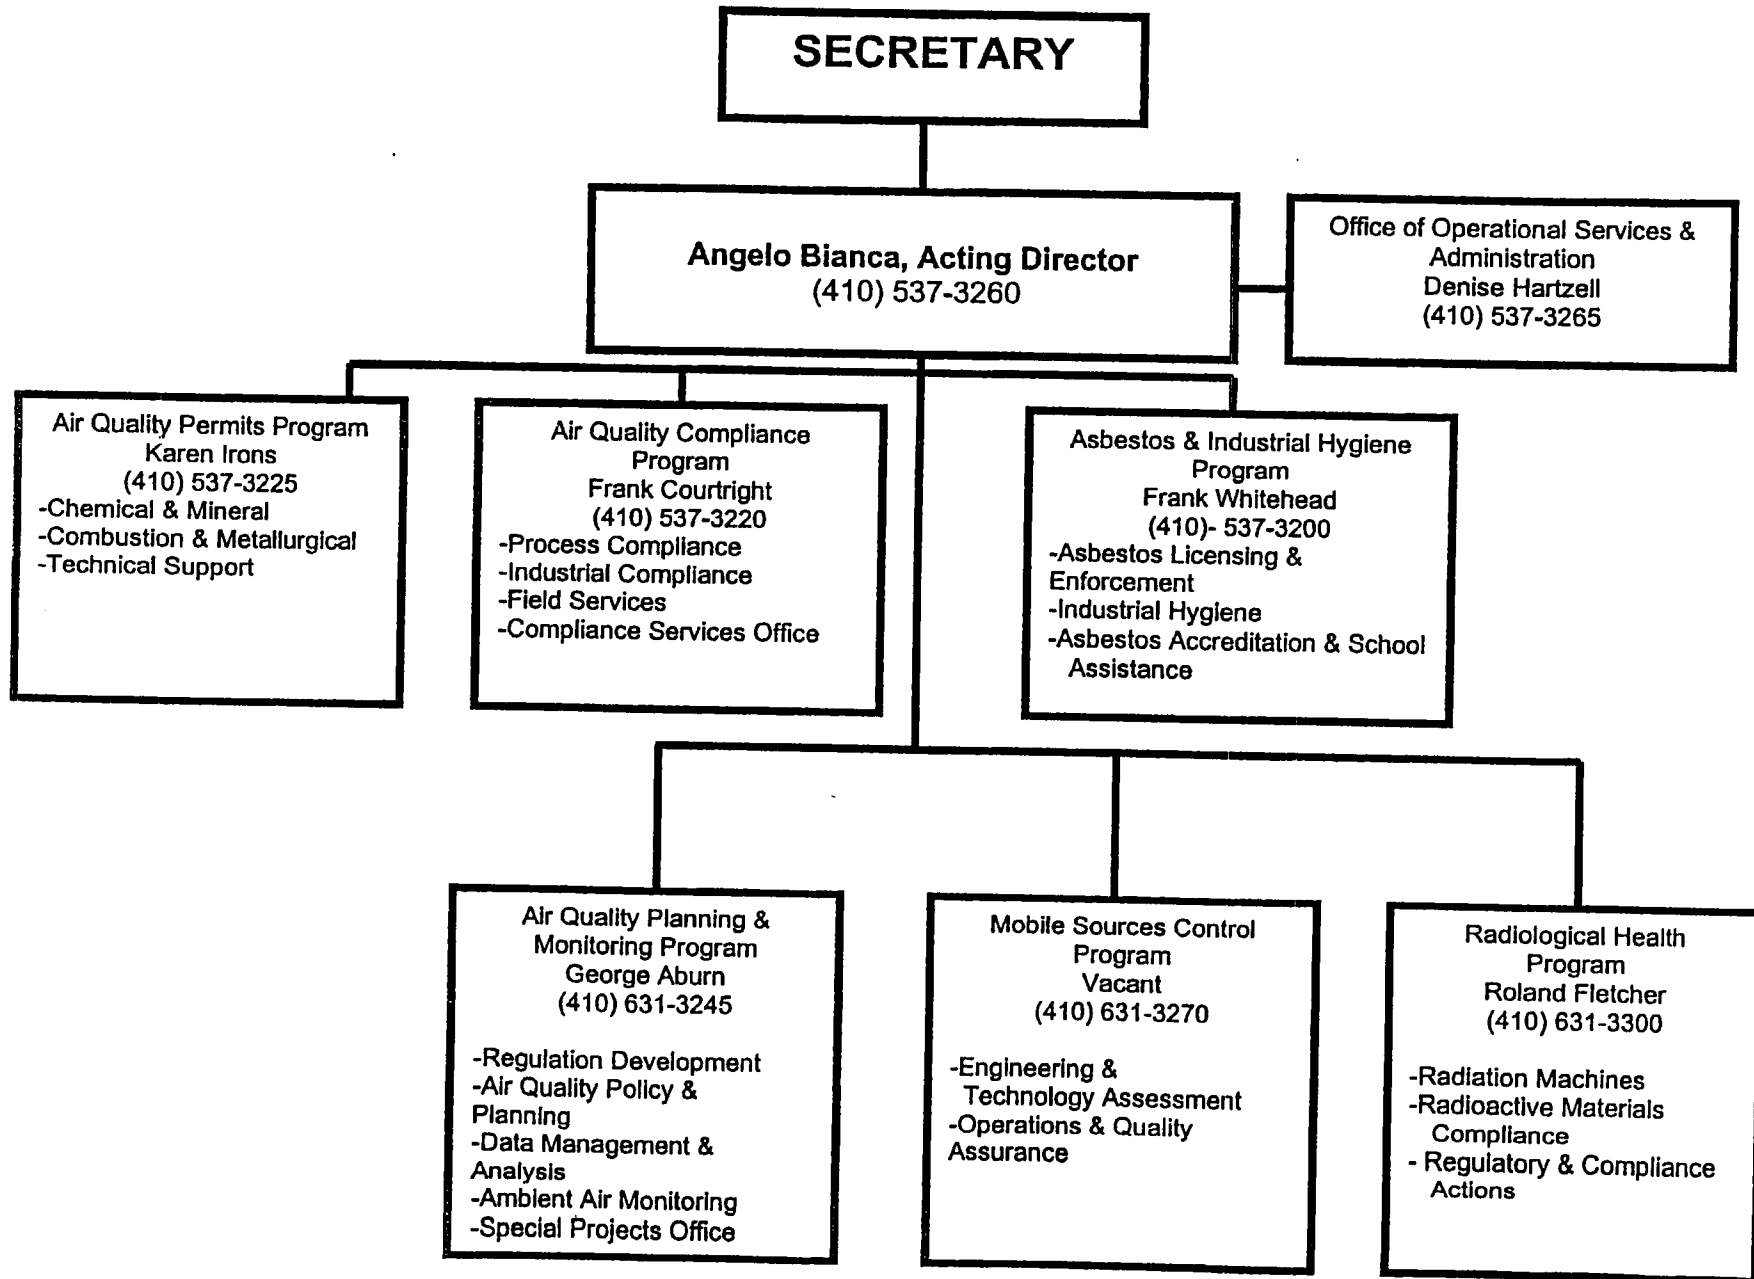 SECRETARY
Angelo Bianca, Acting Director
(410) 537-3260
Office of Operational Services &
Administration
Denise Hartzell
(410) 537-3265
Air Quality Permits Program
Karen Irons
(410) 537-3225
-Chemical & Mineral
-Combustion & Metallurgical
-Technical Support
Air Quality Compliance
Program
Frank Courtright
(410) 537-3220
-Process Compliance
-Industrial Compliance
-Field Services
-Compliance Services Office
Asbestos & Industrial Hygiene
Program
Frank Whitehead
(410)- 537-3200
-Asbestos Licensing &
Enforcement
-Industrial Hygiene
-Asbestos Accreditation & School
Assistance
Air Quality Planning &
Monitoring Program
George Aburn
(410) 631-3245
-Regulation Development
-Air Quality Policy &
Planning
-Data Management &
Analysis
-Ambient Air Monitoring
-Special Projects Office
Mobile Sources Control
Program
Vacant
(410) 631-3270
-Engineering &
Technology Assessment
-Operations & Quality
Assurance
Radiological Health
Program
Roland Fletcher
(410) 631-3300
-Radiation Machines
-Radioactive Materials
Compliance
- Regulatory & Compliance
Actions